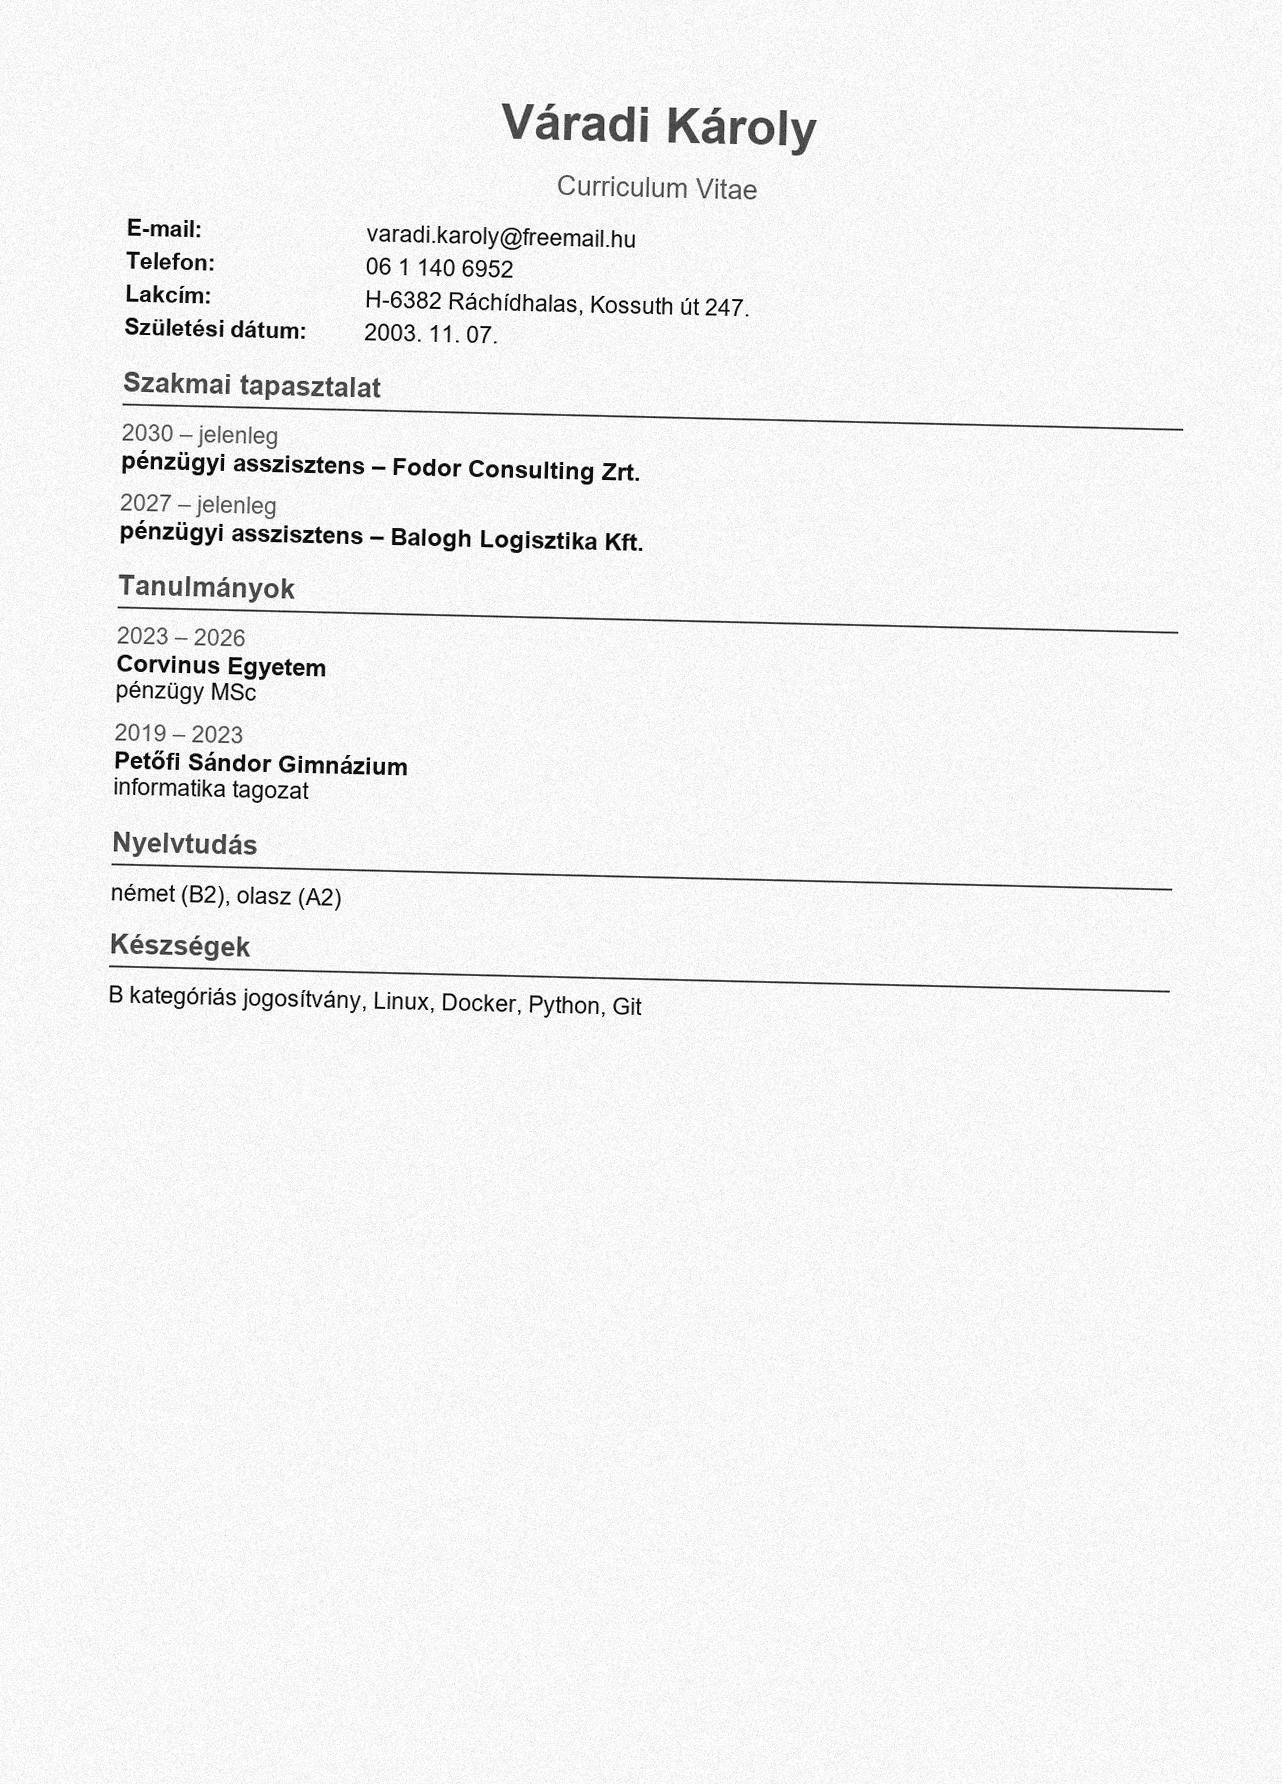 Váradi Károly
Curriculum Vitae
E-mail: varadi.karoly@freemail.hu
Telefon: 06 1 140 6952
Lakcím: H-6382 Ráchídhalas, Kossuth út 247.
Születési dátum: 2003. 11. 07.
Szakmai tapasztalat
2030 – jelenleg
pénzügyi asszisztens – Fodor Consulting Zrt.
2027 – jelenleg
pénzügyi asszisztens – Balogh Logisztika Kft.
Tanulmányok
2023 – 2026
Corvinus Egyetem
pénzügy MSc
2019 – 2023
Petőfi Sándor Gimnázium
informatika tagozat
Nyelvtudás
német (B2), olasz (A2)
Készségek
B kategóriás jogosítvány, Linux, Docker, Python, Git